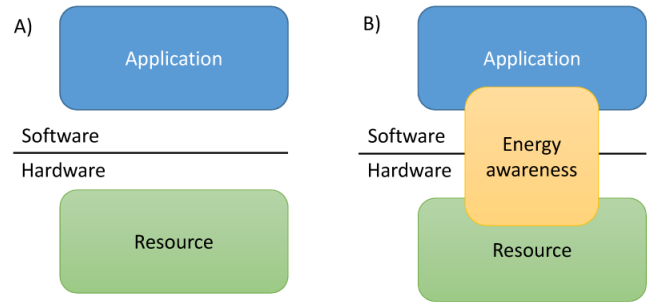 A)
Application
Software
Hardware
Resource
B)
Application
Software
Hardware
Energy
awareness
Resource